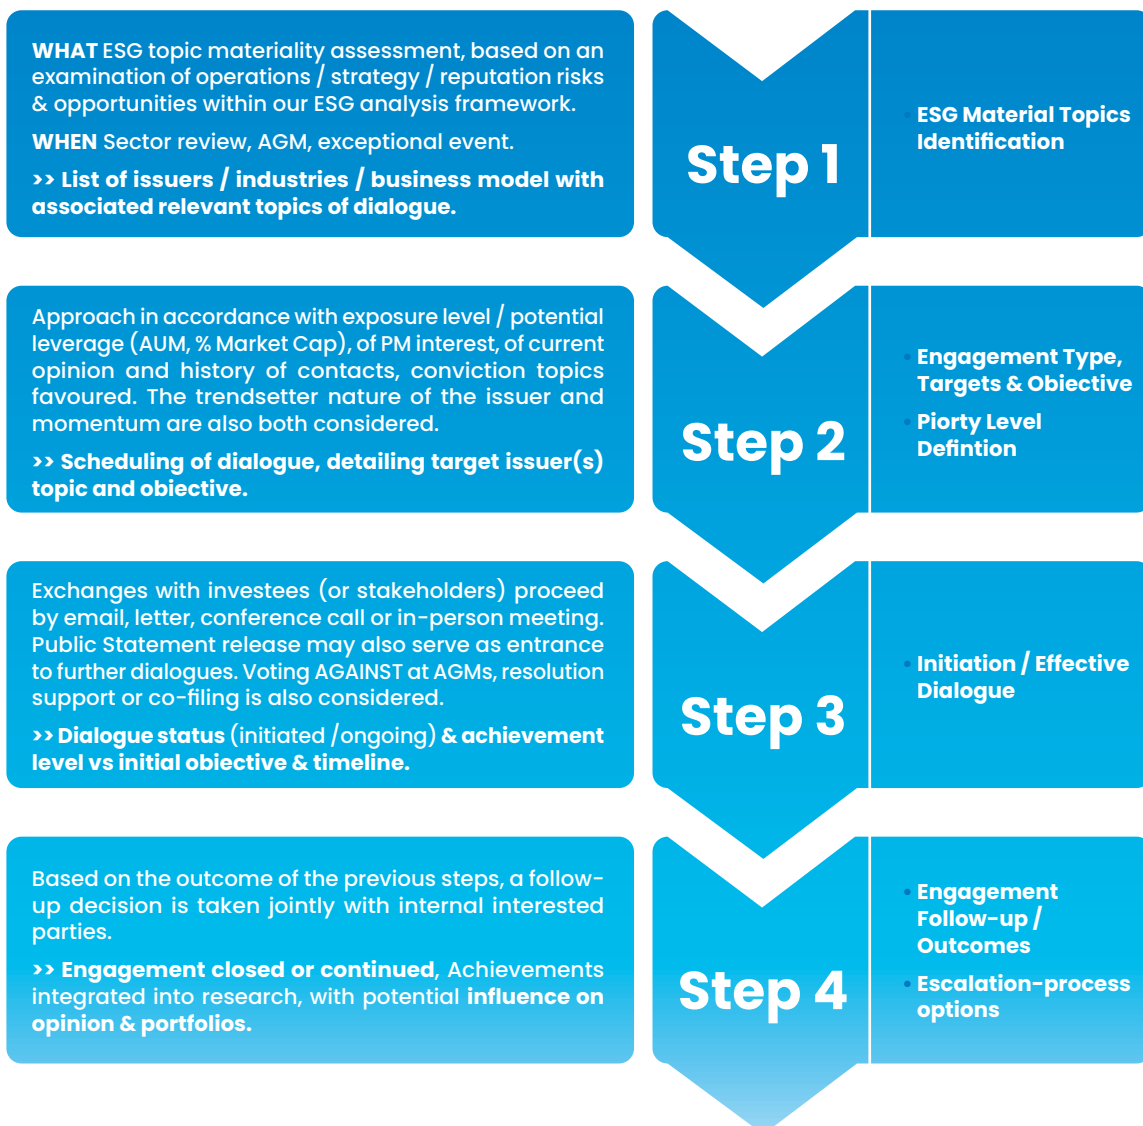 WHAT ESG topic materiality assessment, based on an
examination of operations / strategy / reputation risks
& opportunities within our ESG analysis framework.
WHEN Sector review, AGM, exceptional event.
>> List of issuers / industries / business model with
associated relevant topics of dialogue.
Step 1
• ESG Material Topics
Identification
Approach in accordance with exposure level / potential
leverage (AUM, % Market Cap), of PM interest, of current
opinion and history of contacts, conviction topics
favoured. The trendsetter nature of the issuer and
momentum are also both considered.
>> Scheduling of dialogue, detailing target issuer(s)
topic and obiective.
Step 2
• Engagement Type,
Targets & Objective
• Piorty Level
Defintion
Exchanges with investees (or stakeholders) proceed
by email, letter, conference call or in-person meeting.
Public Statement release may also serve as entrance
to further dialogues. Voting AGAINST at AGMs, resolution
support or co-filing is also considered.
>> Dialogue status (initiated /ongoing) & achievement
level vs initial objective & timeline.
Step 3
• Initiation / Effective
Dialogue
Based on the outcome of the previous steps, a follow-
up decision is taken jointly with internal interested
parties.
>> Engagement closed or continued, Achievements
integrated into research, with potential influence on
opinion & portfolios.
Step 4
• Engagement
Follow-up /
Outcomes
• Escalation-process
options